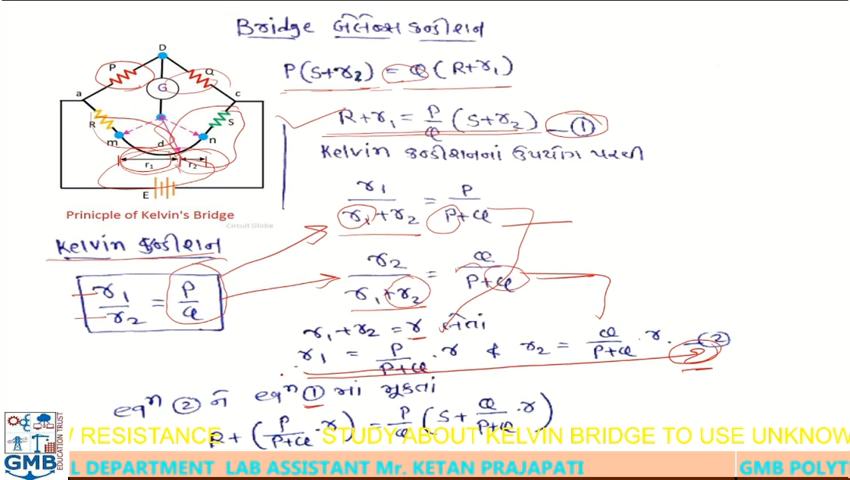 Bridge બેલેન્સ કન્ડીશન
P(S+r₂) = Q(R+r₁)
R+r₁ = P/Q (S+r₂) —①
Kelvin કન્ડીશનનાં ઉપયોગ પરથી
r₁/(r₁+r₂) = P/(P+Q)
r₂/(r₁+r₂) = Q/(P+Q)
r₁+r₂ = r લેતાં
∴ r₁ = P/(P+Q) · r & r₂ = Q/(P+Q) · r. —②
②
eqⁿ ② ને eqⁿ ① માં મૂકતાં
R + (P/(P+Q) · r) = P/Q (S + Q/(P+Q) · r)
D
P
Q
G
a
c
R
S
m
d
n
r₁
r₂
E
Prinicple of Kelvin's Bridge
Circuit Globe
Kelvin કન્ડીશન
r₁/r₂ = P/Q
GMB
EDUCATION TRUST
W RESISTANCE
STUDY ABOUT KELVIN BRIDGE TO USE UNKNOW
L DEPARTMENT LAB ASSISTANT Mr. KETAN PRAJAPATI
GMB POLYT